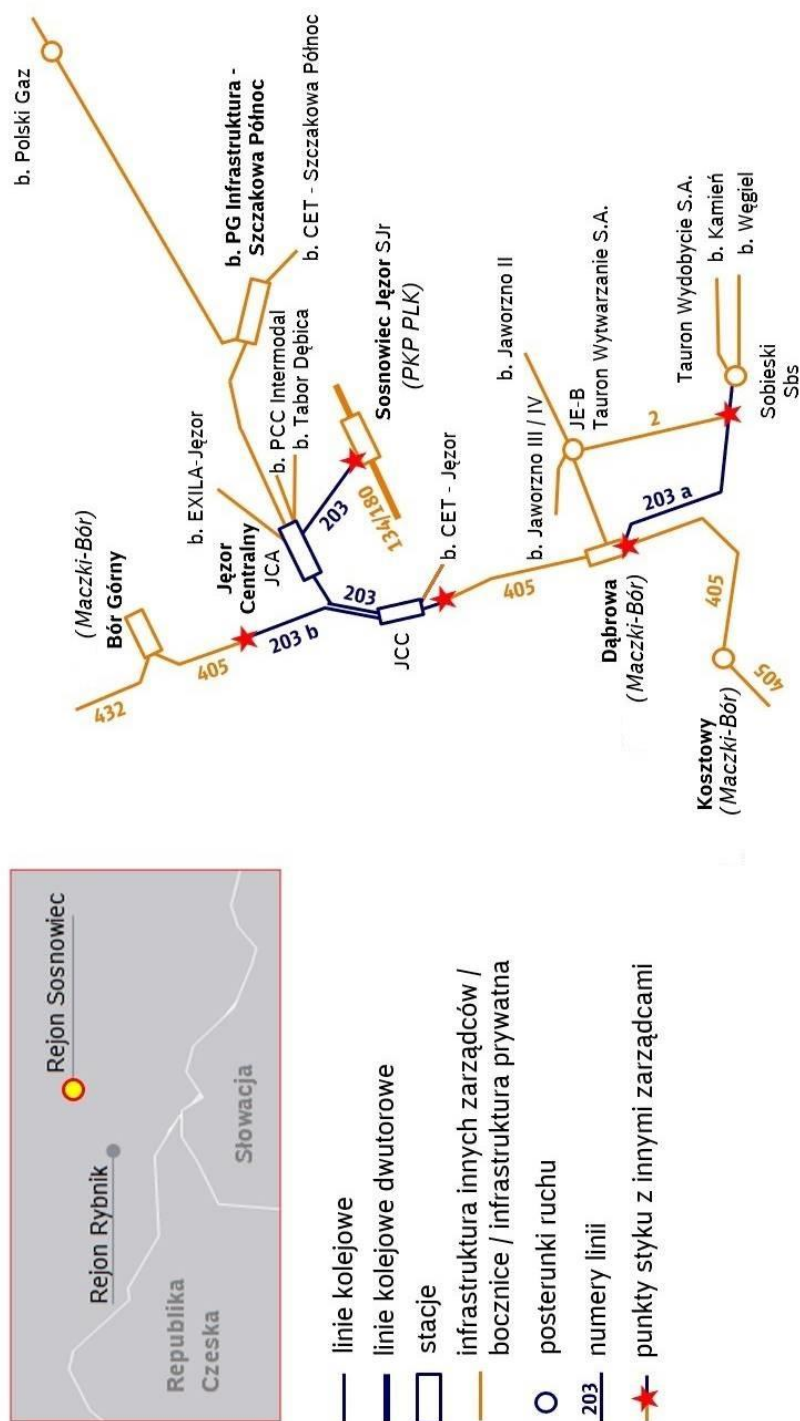 Rejon Rybnik
Rejon Sosnowiec
Republika
Czeska
Słowacja
linie kolejowe
linie kolejowe dwutorowe
stacje
infrastruktura innych zarządców /
bocznice / infrastruktura prywatna
posterunki ruchu
203 numery linii
punkty styku z innymi zarządcami
(Maczki-Bór)
Bór Górny
432
405
203 b
Jęzor
Centralny
JCA
b. EXILA-Jęzor
b. PCC Intermodal
b. Tabor Dębica
b. Polski Gaz
b. PG Infrastruktura -
Szczakowa Północ
b. CET - Szczakowa Północ
203
134/180
Sosnowiec Jęzor SJr
(PKP PLK)
203
JCC
b. CET - Jęzor
405
b. Jaworzno III / IV
b. Jaworzno II
JE-B
Tauron Wytwarzanie S.A.
Dąbrowa
(Maczki-Bór)
203 a
2
Tauron Wydobycie S.A.
b. Kamień
b. Węgiel
Sobieski
Sbs
405
Kosztowy
(Maczki-Bór)
405